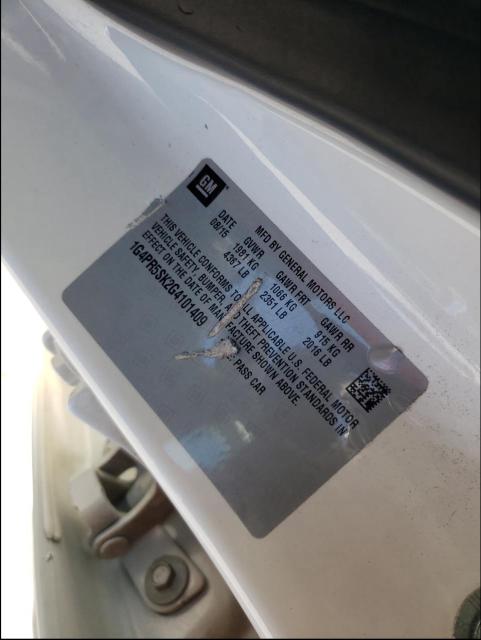 GM
MFD BY GENERAL MOTORS LLC
DATE GVWR GAWR FRT GAWR RR
08/15 1981 KG 1066 KG 915 KG
4367 LB 2351 LB 2016 LB
THIS VEHICLE CONFORMS TO ALL APPLICABLE U.S. FEDERAL MOTOR
VEHICLE SAFETY, BUMPER, AND THEFT PREVENTION STANDARDS IN
EFFECT ON THE DATE OF MANUFACTURE SHOWN ABOVE.
1G4PR5SK2G4101409 PASS CAR